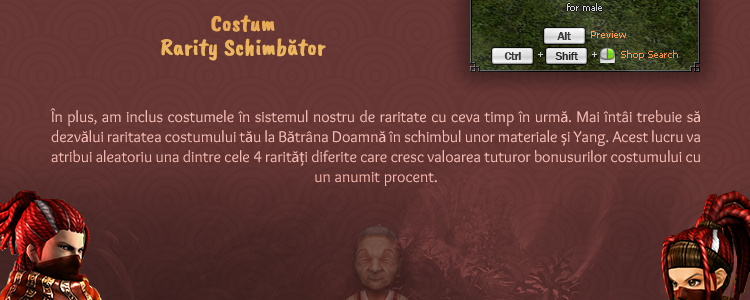 Costum
Rarity Schimbător
for male
Alt Preview
Ctrl + Shift + Shop Search
În plus, am inclus costumele în sistemul nostru de raritate cu ceva timp în urmă. Mai întâi trebuie să
dezvălui raritatea costumului tău la Bătrâna Doamnă în schimbul unor materiale și Yang. Acest lucru va
atribui aleatoriu una dintre cele 4 rarități diferite care cresc valoarea tuturor bonusurilor costumului cu
un anumit procent.